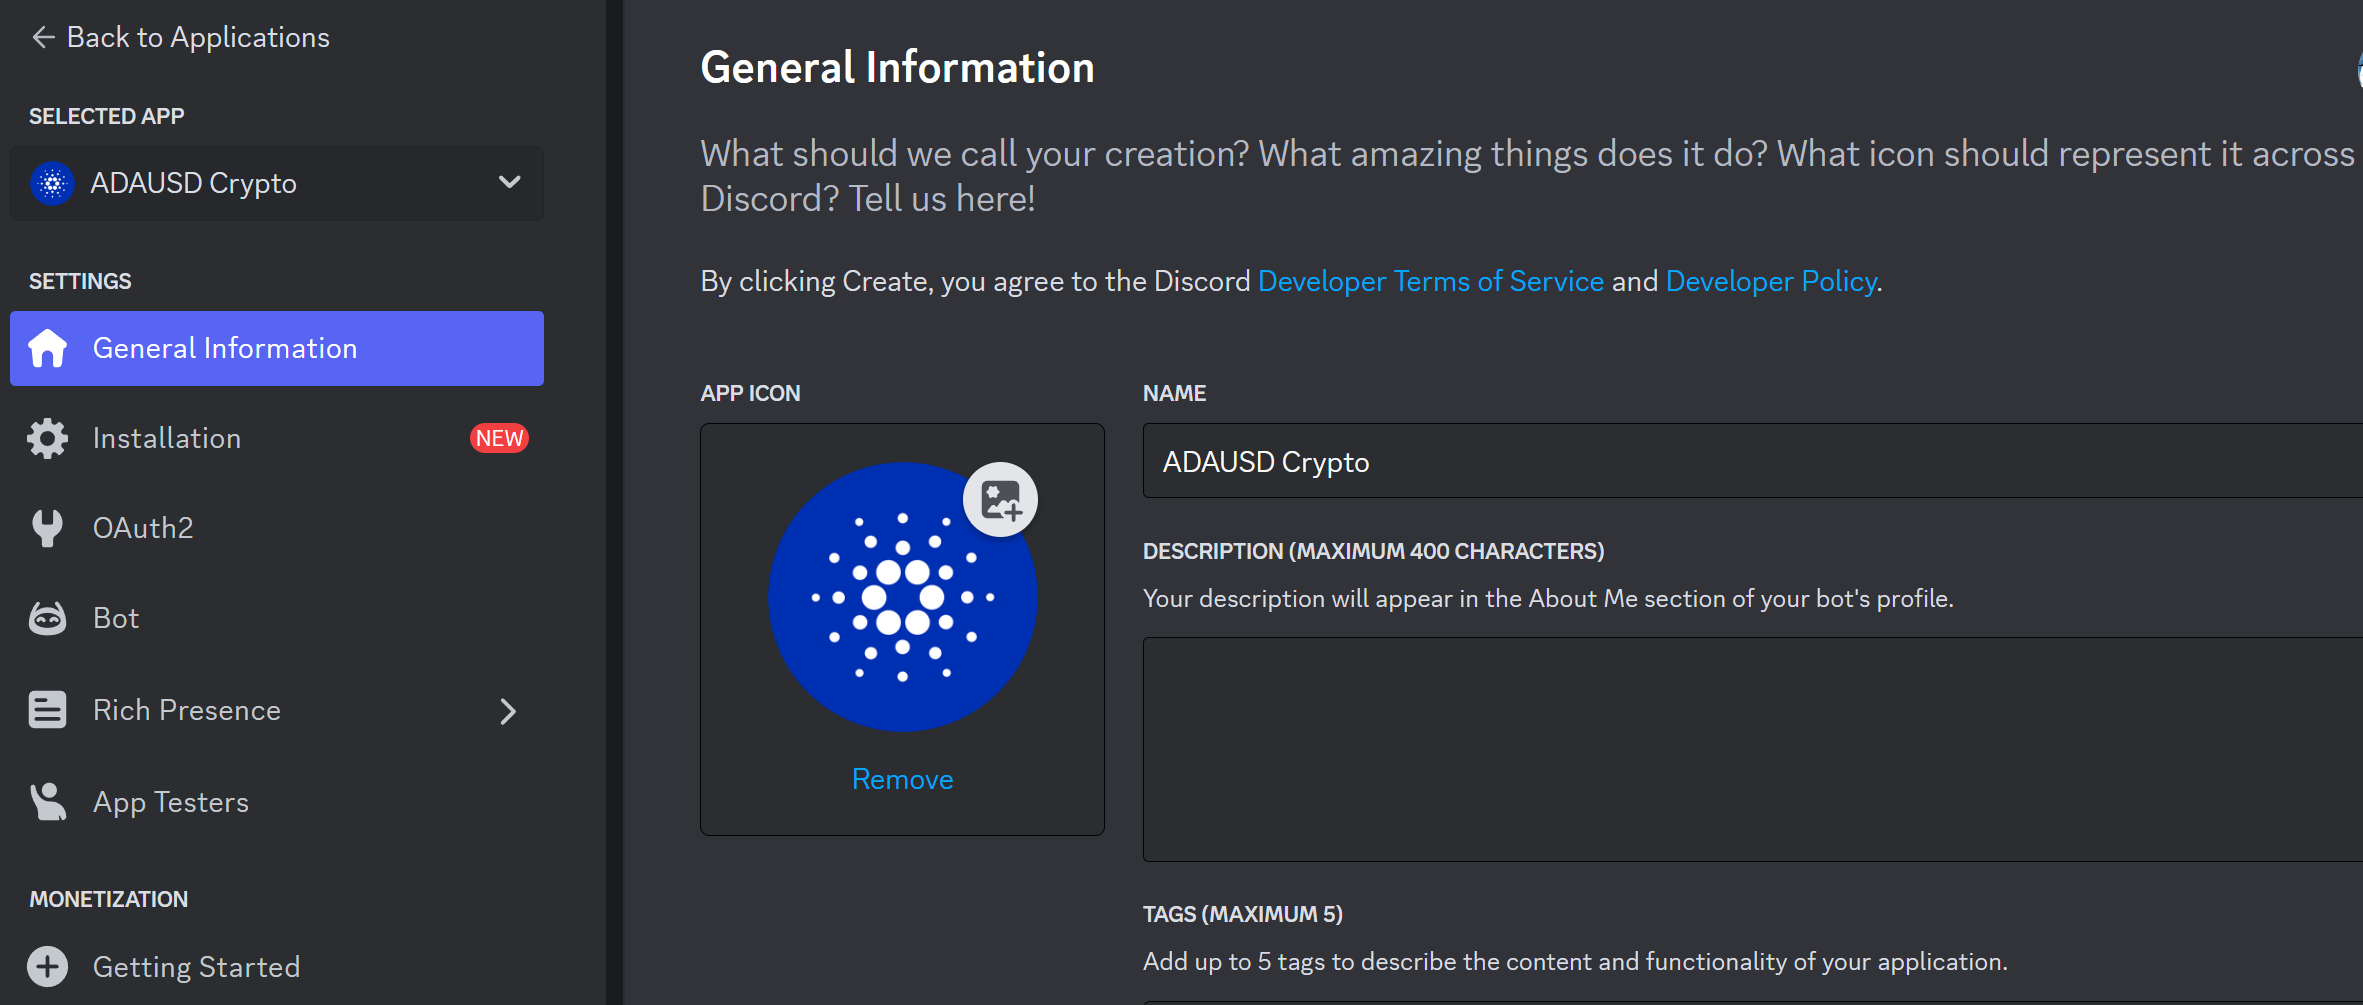 Back to Applications
SELECTED APP
ADAUSD Crypto
SETTINGS
General Information
Installation
NEW
OAuth2
Bot
Rich Presence
App Testers
MONETIZATION
Getting Started
General Information
What should we call your creation? What amazing things does it do? What icon should represent it across
Discord? Tell us here!
By clicking Create, you agree to the Discord Developer Terms of Service and Developer Policy.
APP ICON
Remove
NAME
ADAUSD Crypto
DESCRIPTION (MAXIMUM 400 CHARACTERS)
Your description will appear in the About Me section of your bot's profile.
TAGS (MAXIMUM 5)
Add up to 5 tags to describe the content and functionality of your application.